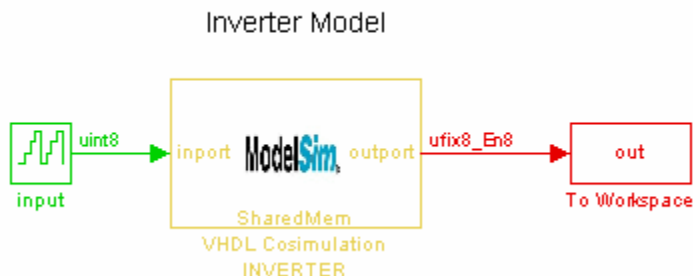 Inverter Model
uint8
inport
ModelSim
outport
ufix8_En8
out
input
SharedMem
To Workspace
VHDL Cosimulation
INVERTER